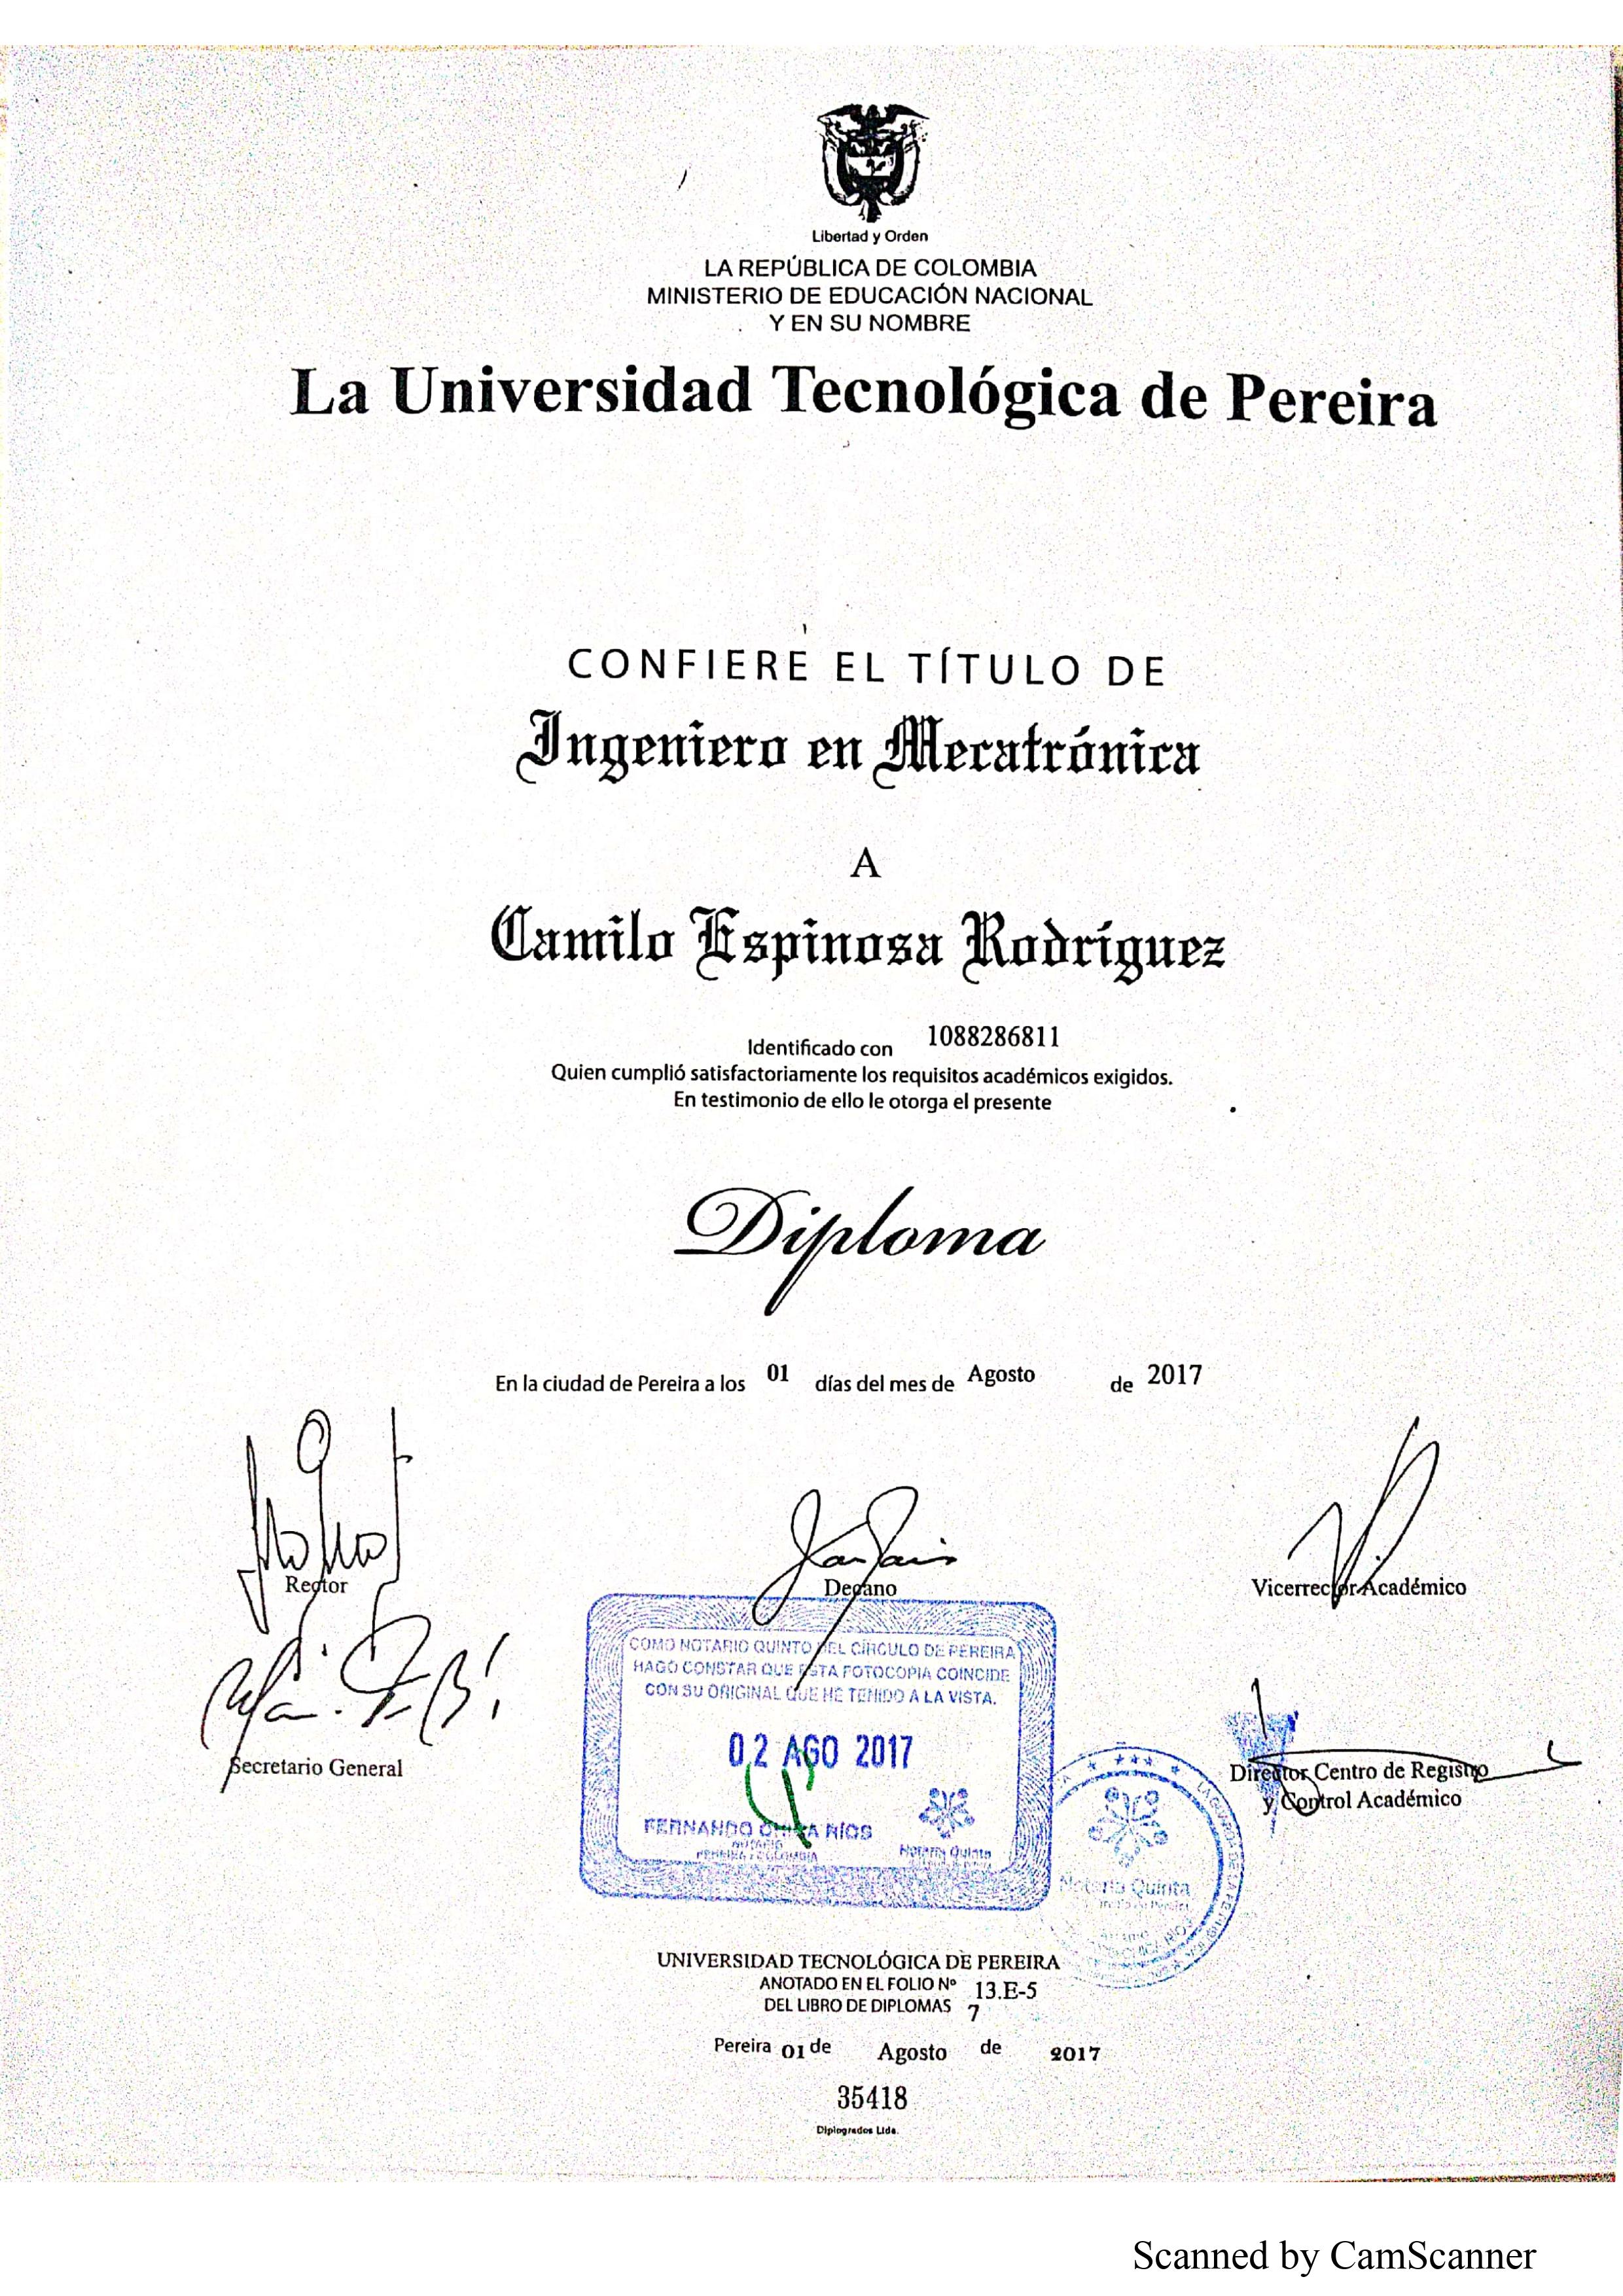 Libertad y Orden
LA REPÚBLICA DE COLOMBIA
MINISTERIO DE EDUCACIÓN NACIONAL
Y EN SU NOMBRE
La Universidad Tecnológica de Pereira
CONFIERE EL TÍTULO DE
Ingeniero en Mecatrónica
A
Camilo Espinosa Rodríguez
Identificado con 1088286811
Quien cumplió satisfactoriamente los requisitos académicos exigidos.
En testimonio de ello le otorga el presente
Diploma
En la ciudad de Pereira a los 01 días del mes de Agosto de 2017
Rector
Decano
Vicerrector Académico
COMO NOTARIO QUINTO DEL CÍRCULO DE PEREIRA
HAGO CONSTAR QUE ESTA FOTOCOPIA COINCIDE
CON SU ORIGINAL QUE HE TENIDO A LA VISTA.
02 AGO 2017
FERNANDO RÍOS
NOTARIO
PEREIRA - COLOMBIA
Notaría Quinta
Secretario General
Director Centro de Registro
y Control Académico
Notaría Quinta
UNIVERSIDAD TECNOLÓGICA DE PEREIRA
ANOTADO EN EL FOLIO Nº 13.E-5
DEL LIBRO DE DIPLOMAS 7
Pereira 01 de Agosto de 2017
35418
Diplogrados Ltda.
Scanned by CamScanner